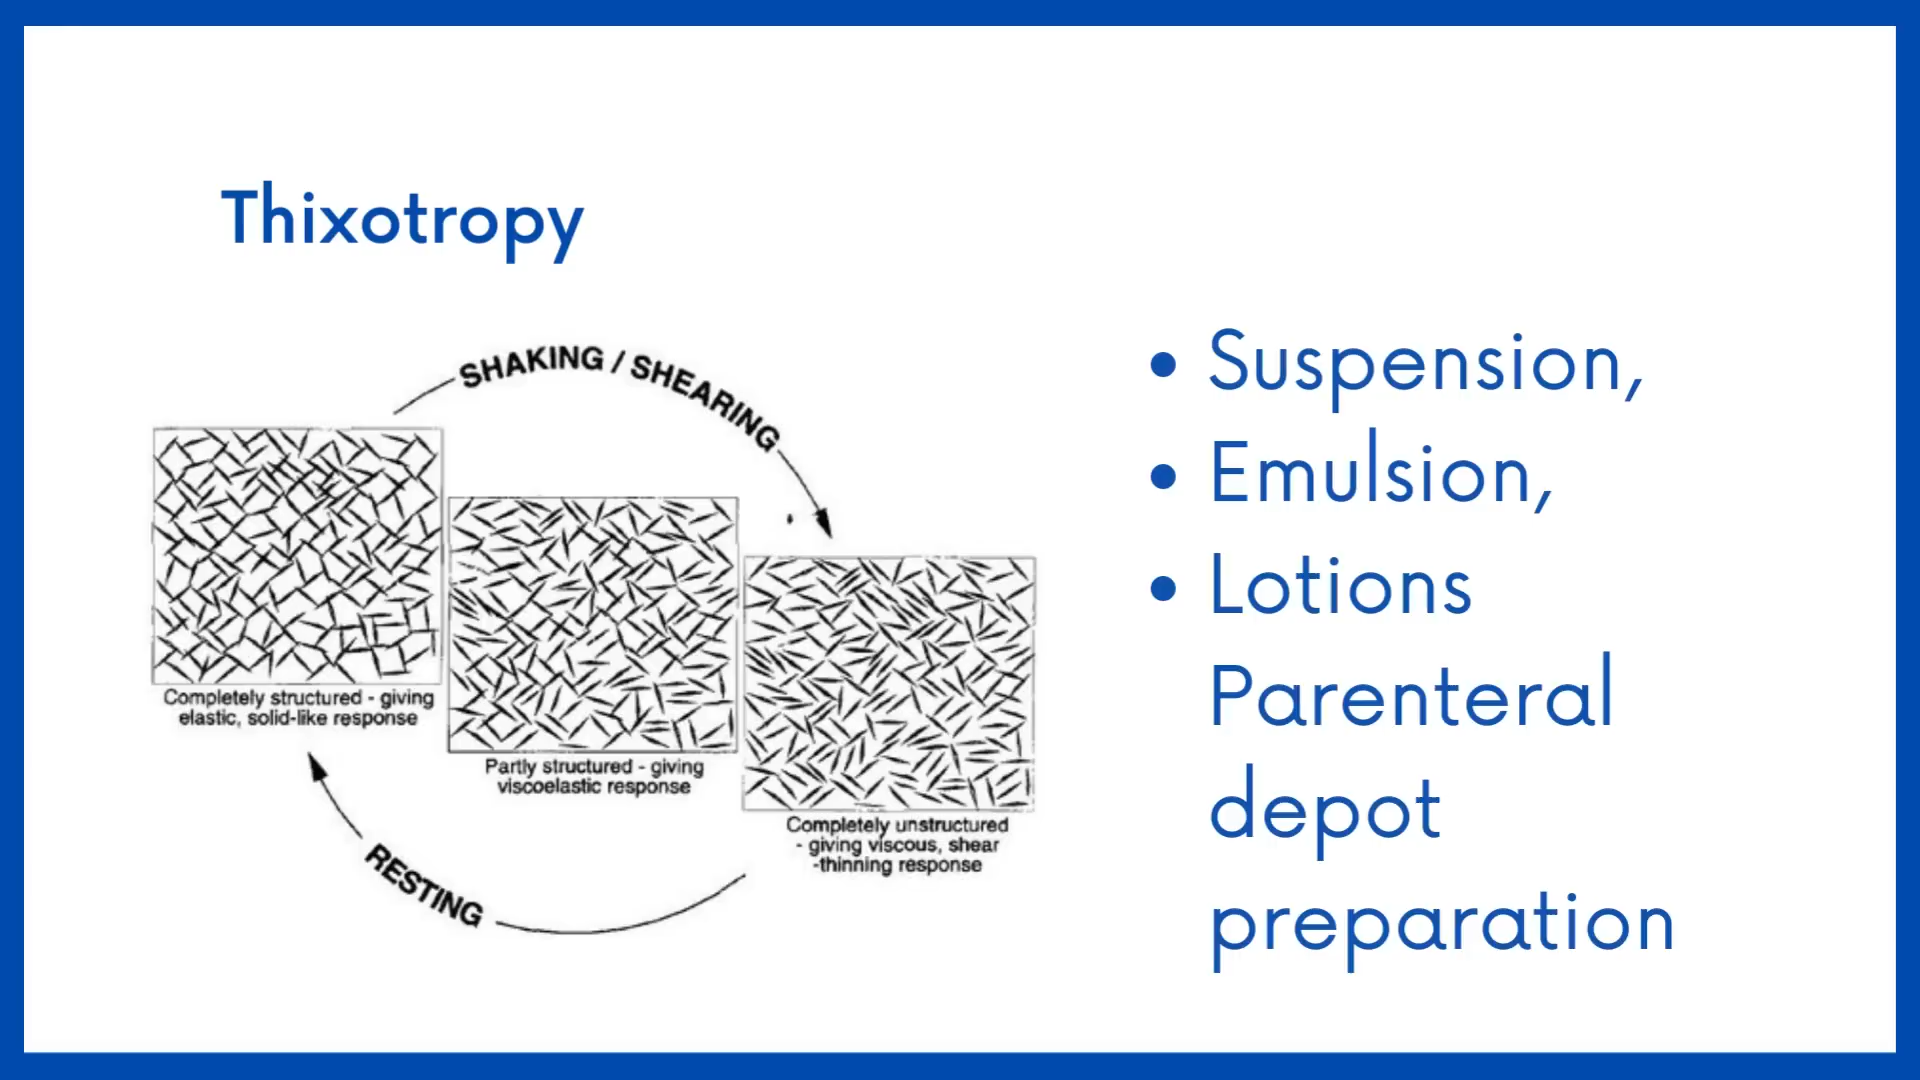 Thixotropy
SHAKING / SHEARING
Completely structured - giving
elastic, solid-like response
Partly structured - giving
viscoelastic response
Completely unstructured
- giving viscous, shear
-thinning response
RESTING
• Suspension,
• Emulsion,
• Lotions
Parenteral
depot
preparation